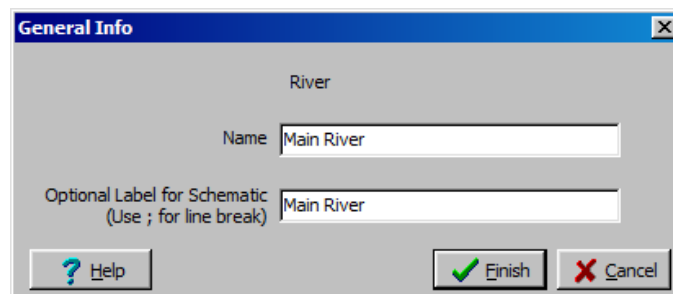 General Info
River
Name Main River
Optional Label for Schematic
(Use ; for line break) Main River
Help Finish Cancel